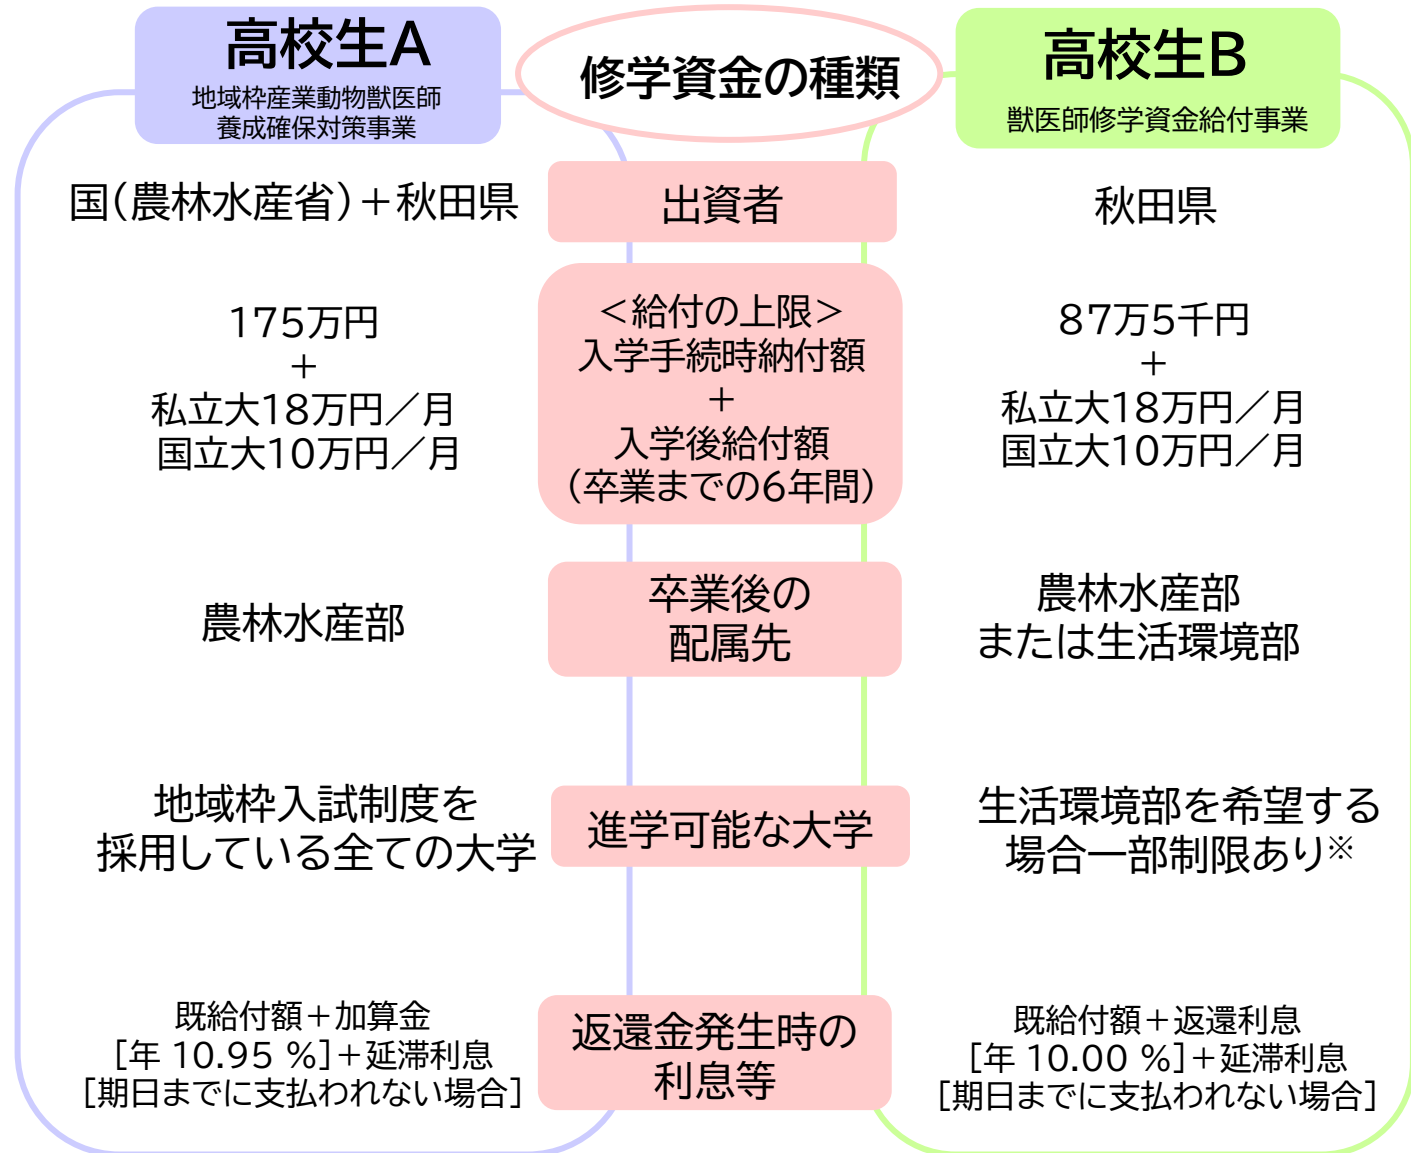 高校生A
地域枠産業動物獣医師
養成確保対策事業
修学資金の種類
高校生B
獣医師修学資金給付事業
国（農林水産省）＋秋田県
出資者
秋田県
175万円
＋
私立大18万円／月
国立大10万円／月
＜給付の上限＞
入学手続時納付額
＋
入学後給付額
（卒業までの6年間）
87万5千円
＋
私立大18万円／月
国立大10万円／月
農林水産部
卒業後の
配属先
農林水産部
または生活環境部
地域枠入試制度を
採用している全ての大学
進学可能な大学
生活環境部を希望する
場合一部制限あり※
既給付額＋加算金
［年 10.95 %］＋延滞利息
［期日までに支払われない場合］
返還金発生時の
利息等
既給付額＋返還利息
［年 10.00 %］＋延滞利息
［期日までに支払われない場合］